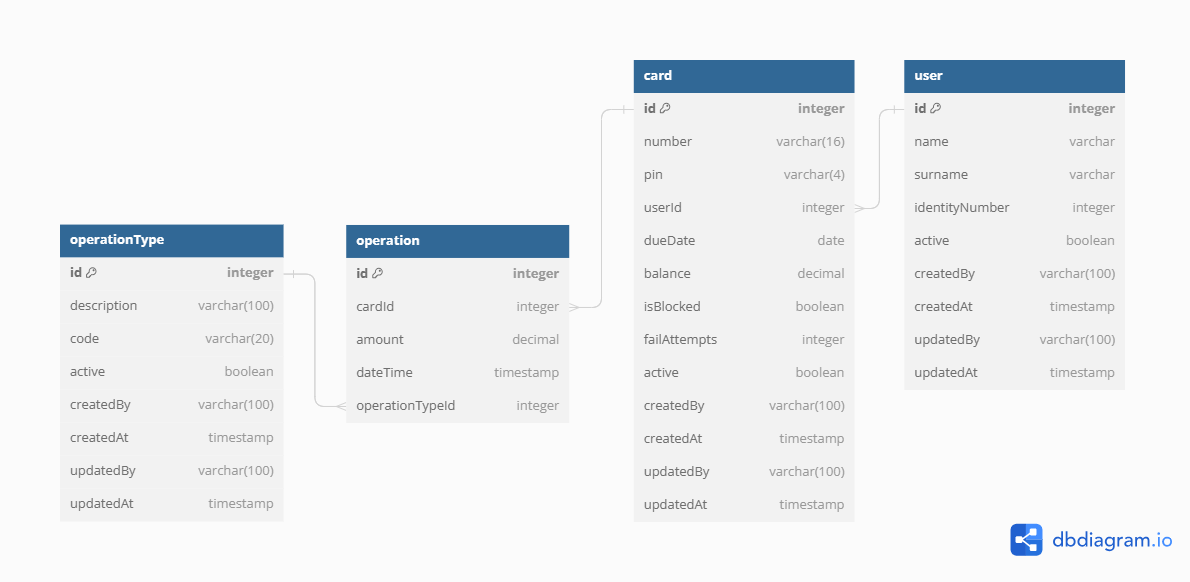 operationType
id integer
description varchar(100)
code varchar(20)
active boolean
createdBy varchar(100)
createdAt timestamp
updatedBy varchar(100)
updatedAt timestamp
operation
id integer
cardId integer
amount decimal
dateTime timestamp
operationTypeId integer
card
id integer
number varchar(16)
pin varchar(4)
userId integer
dueDate date
balance decimal
isBlocked boolean
failAttempts integer
active boolean
createdBy varchar(100)
createdAt timestamp
updatedBy varchar(100)
updatedAt timestamp
user
id integer
name varchar
surname varchar
identityNumber integer
active boolean
createdBy varchar(100)
createdAt timestamp
updatedBy varchar(100)
updatedAt timestamp
dbdiagram.io